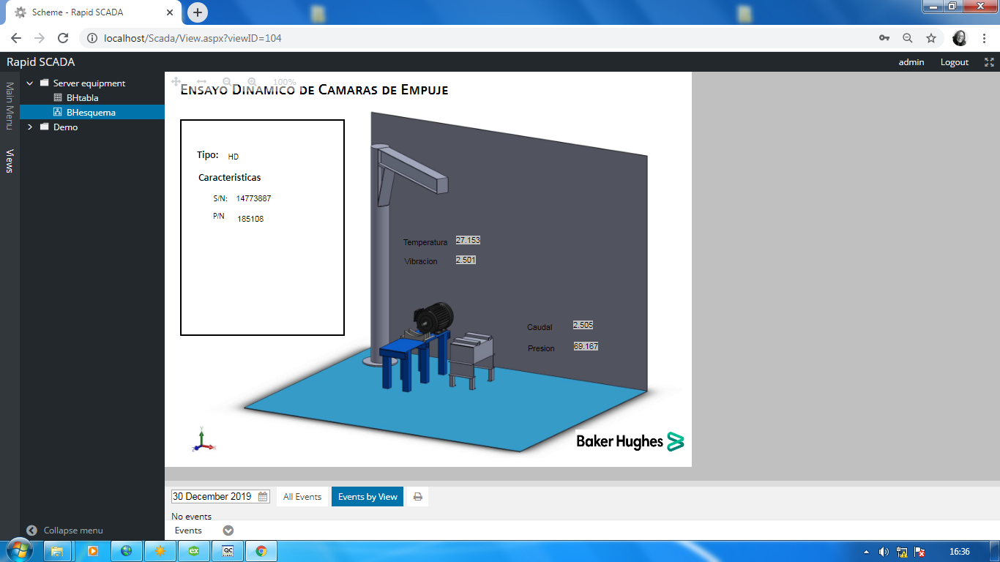 Scheme - Rapid SCADA
localhost/Scada/View.aspx?viewID=104
Rapid SCADA
admin
Logout
Main Menu
Views
Server equipment
BHtabla
BHesquema
Demo
100%
ENSAYO DINAMICO DE CAMARAS DE EMPUJE
Tipo: HD
Caracteristicas
S/N: 14773887
P/N 185108
Temperatura 27.153
Vibracion 2.501
Caudal 2.505
Presion 69.167
Y
X
Z
Baker Hughes
30 December 2019
All Events
Events by View
No events
Collapse menu
Events
ex
QC
16:36